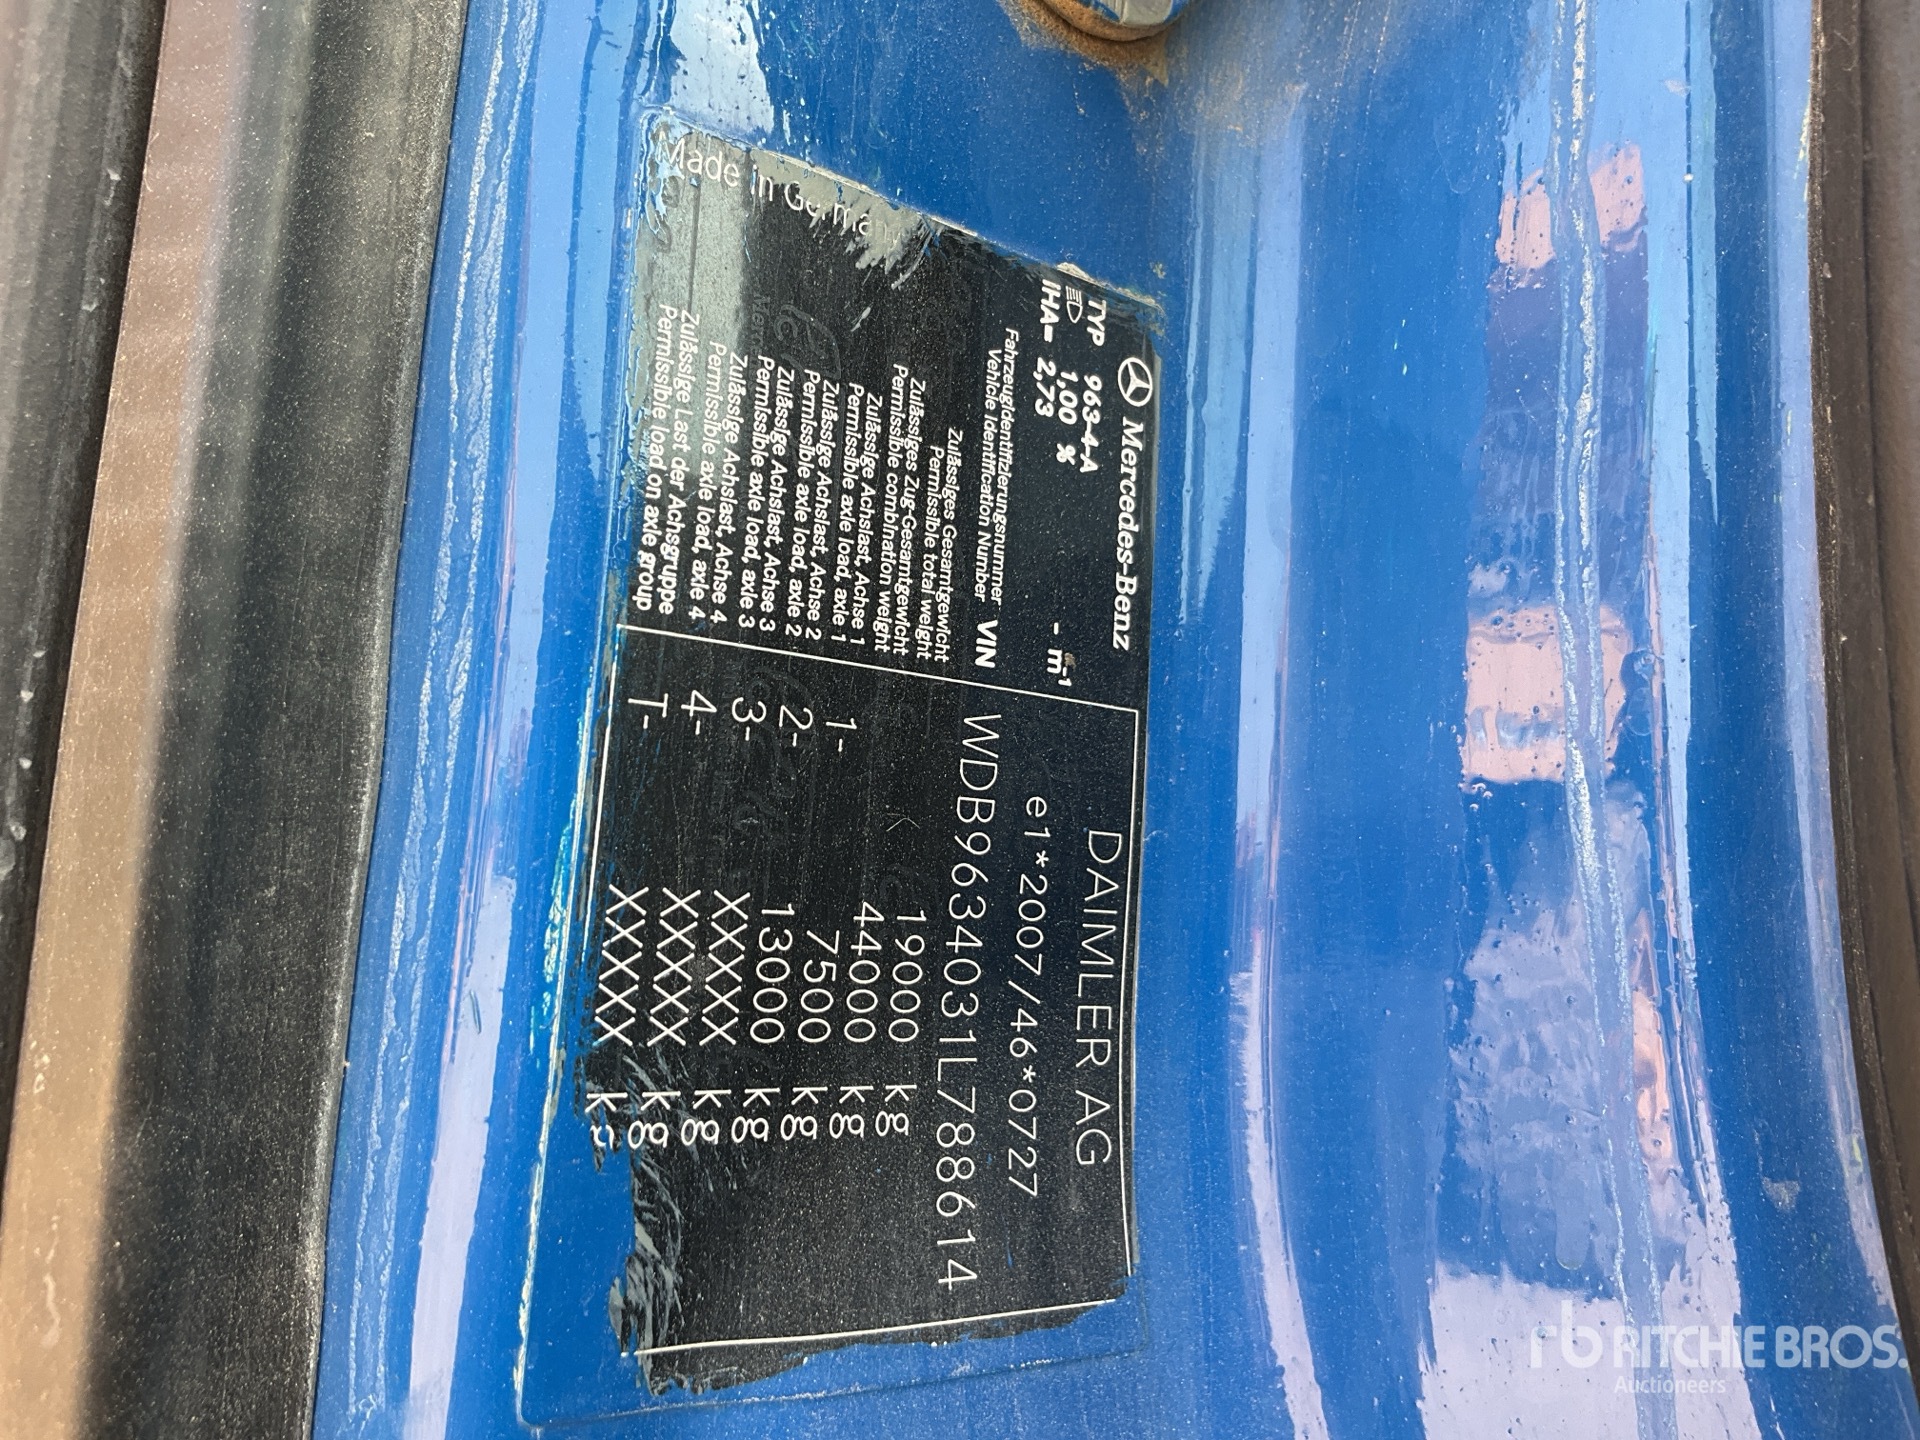 Mercedes-Benz
TYP 963-4-A
1,00 %
IHA= 2,73 - m-1
DAIMLER AG
e1*2007/46*0727
Fahrzeugidentifizierungsnummer
Vehicle Identification Number VIN WDB9634031L788614
Zulässiges Gesamtgewicht
Permissible total weight 19000 kg
Zulässiges Zug-Gesamtgewicht
Permissible combination weight 44000 kg
Zulässige Achslast, Achse 1
Permissible axle load, axle 1 1- 7500 kg
Zulässige Achslast, Achse 2
Permissible axle load, axle 2 2- 13000 kg
Zulässige Achslast, Achse 3
Permissible axle load, axle 3 3- XXXXX kg
Zulässige Achslast, Achse 4
Permissible axle load, axle 4 4- XXXXX kg
Zulässige Last der Achsgruppe
Permissible load on axle group T- XXXXX kg
Made in German
rb RITCHIE BROS.
Auctioneers